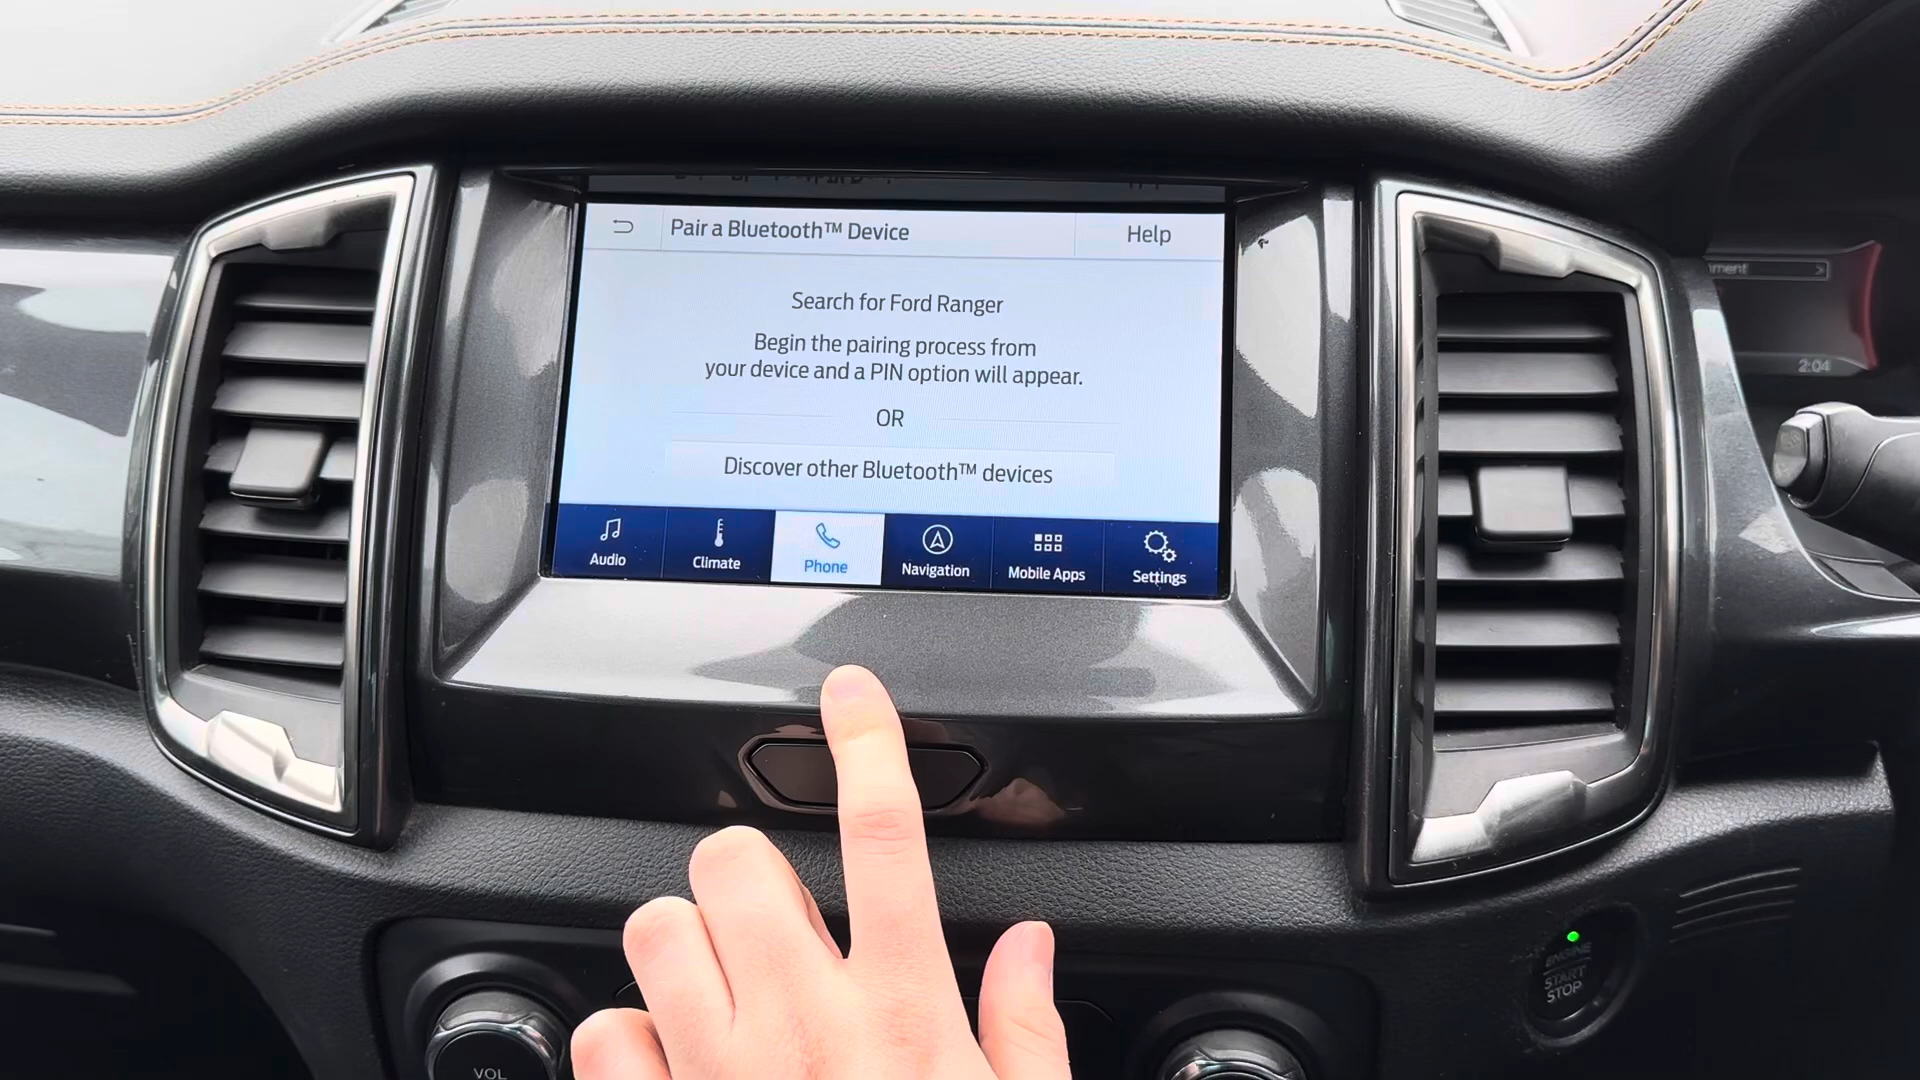 Pair a Bluetooth™ Device
Help
Search for Ford Ranger
Begin the pairing process from
your device and a PIN option will appear.
OR
Discover other Bluetooth™ devices
Audio
Climate
Phone
Navigation
Mobile Apps
Settings
2:04
ENGINE
START
STOP
VOL